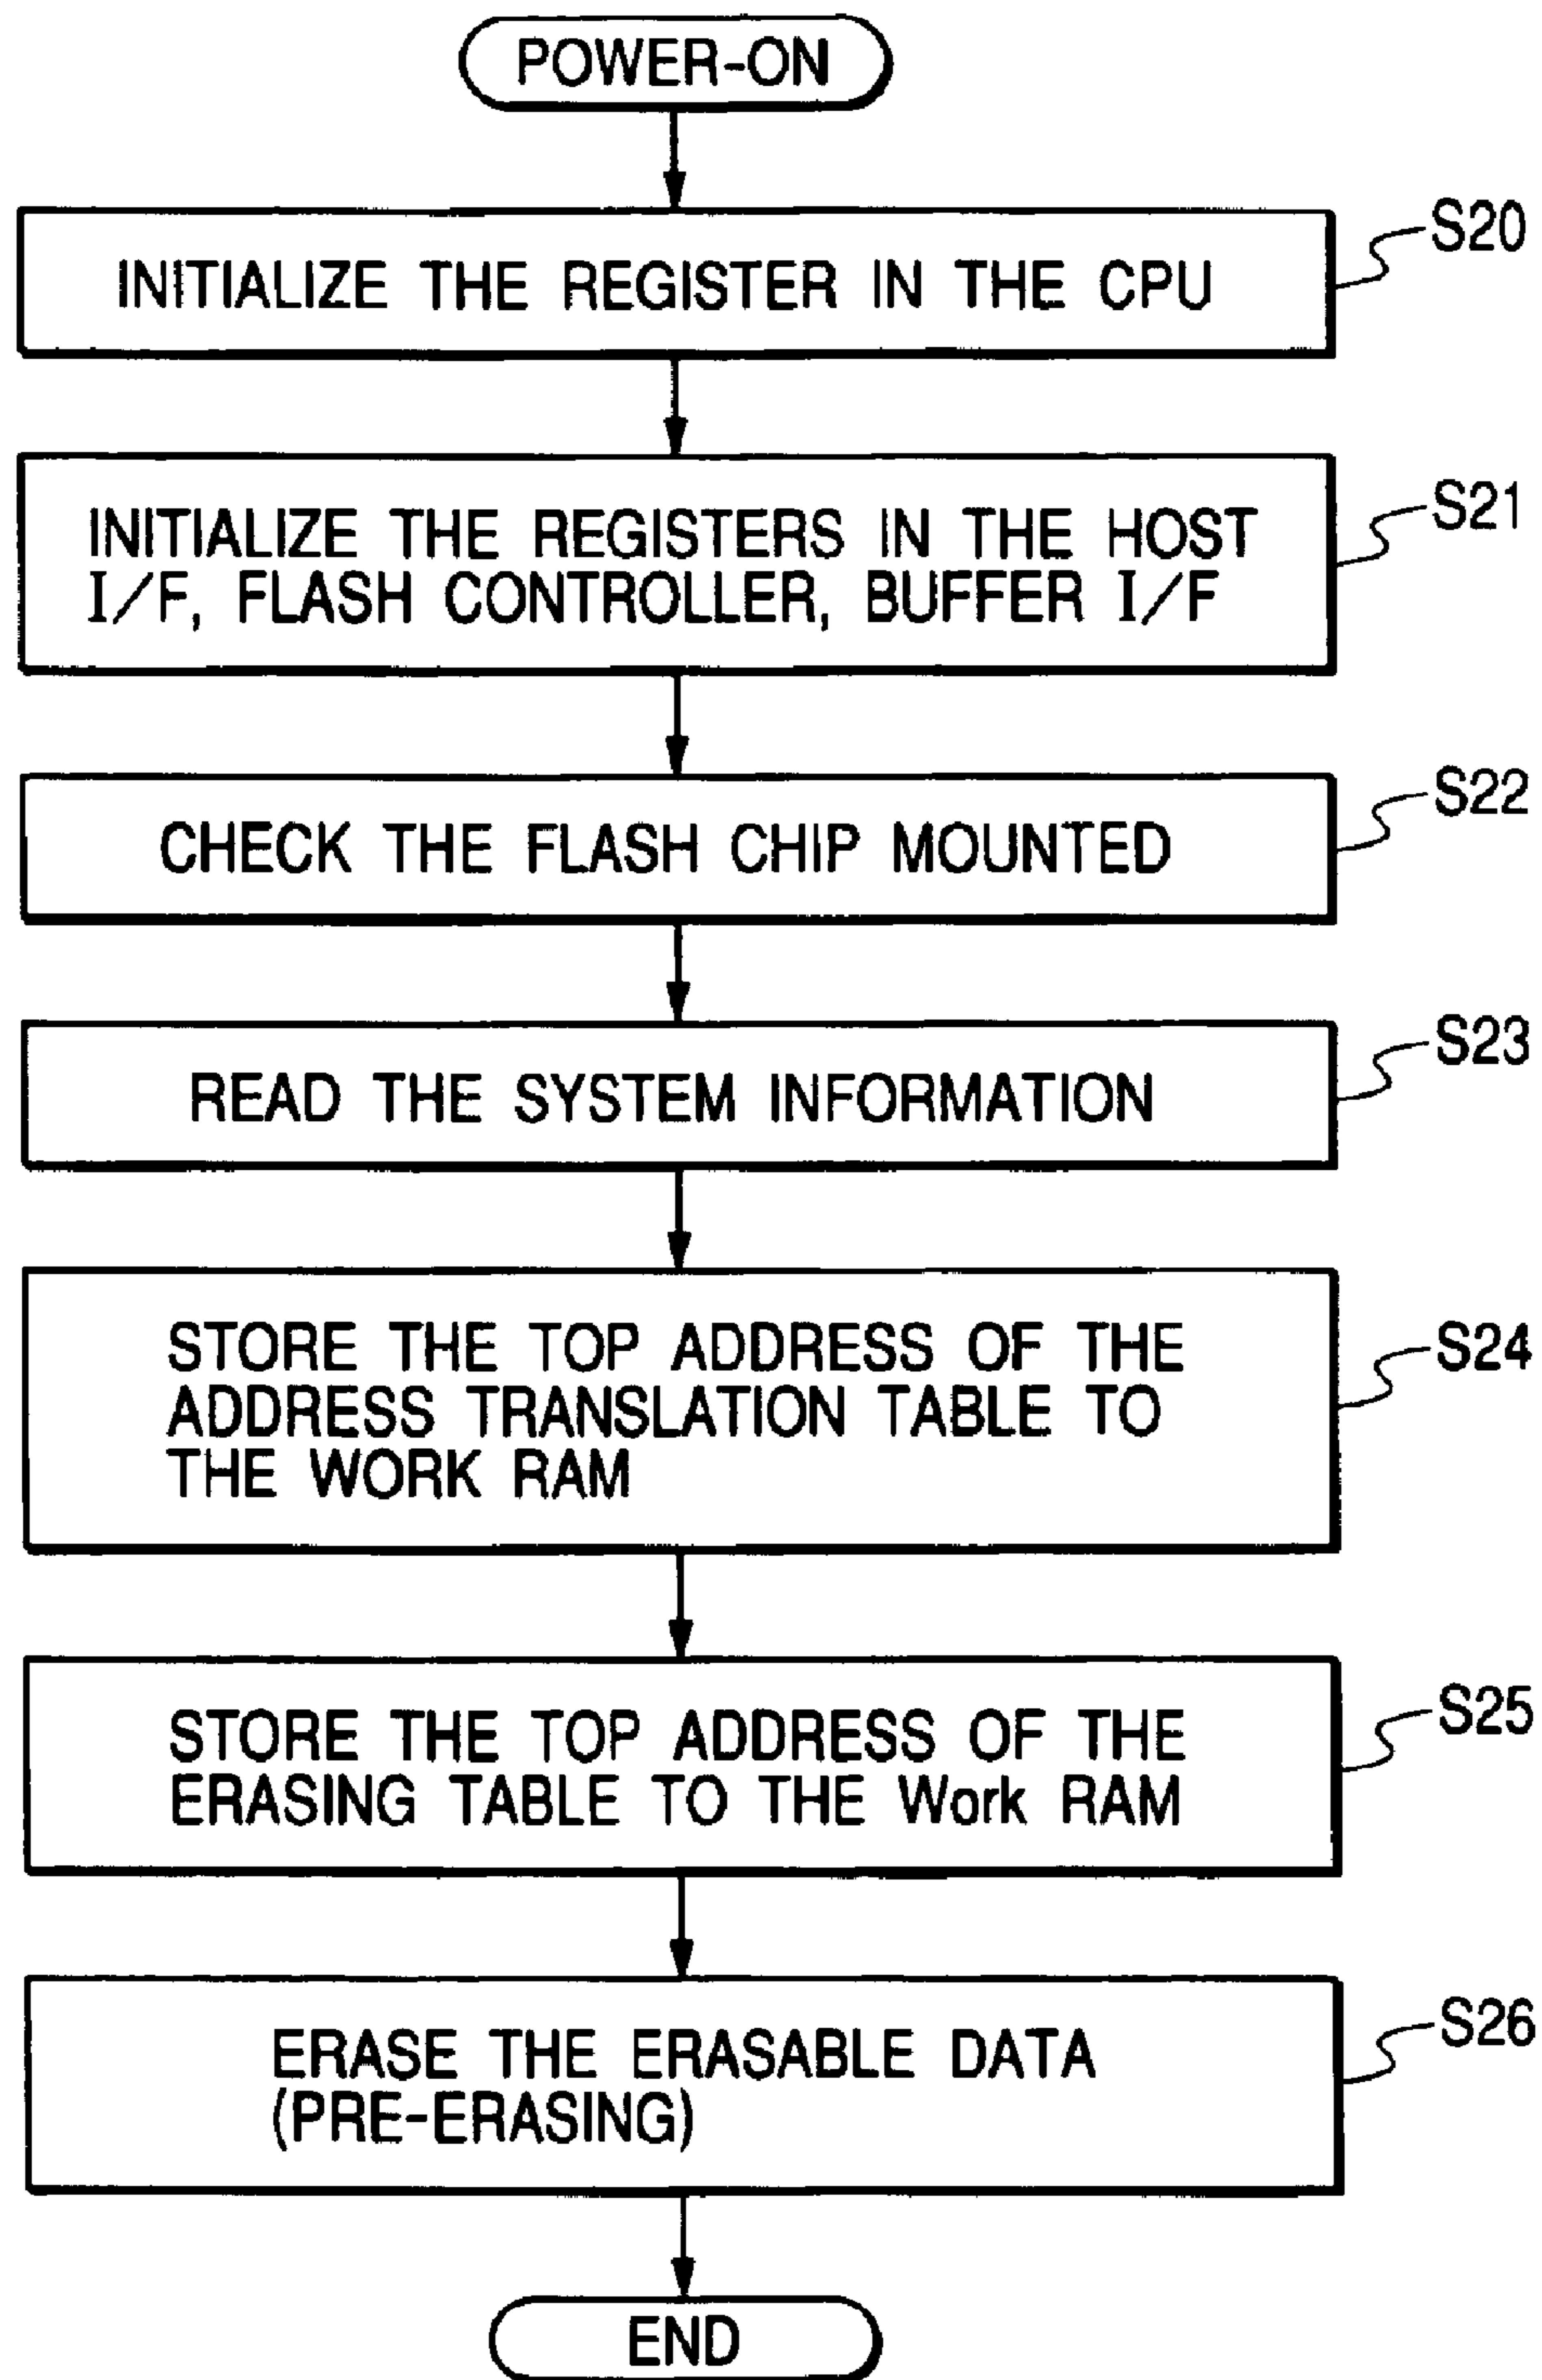 POWER-ON
INITIALIZE THE REGISTER IN THE CPU
S20
INITIALIZE THE REGISTERS IN THE HOST
I/F, FLASH CONTROLLER, BUFFER I/F
S21
CHECK THE FLASH CHIP MOUNTED
S22
READ THE SYSTEM INFORMATION
S23
STORE THE TOP ADDRESS OF THE
ADDRESS TRANSLATION TABLE TO
THE WORK RAM
S24
STORE THE TOP ADDRESS OF THE
ERASING TABLE TO THE Work RAM
S25
ERASE THE ERASABLE DATA
(PRE-ERASING)
S26
END